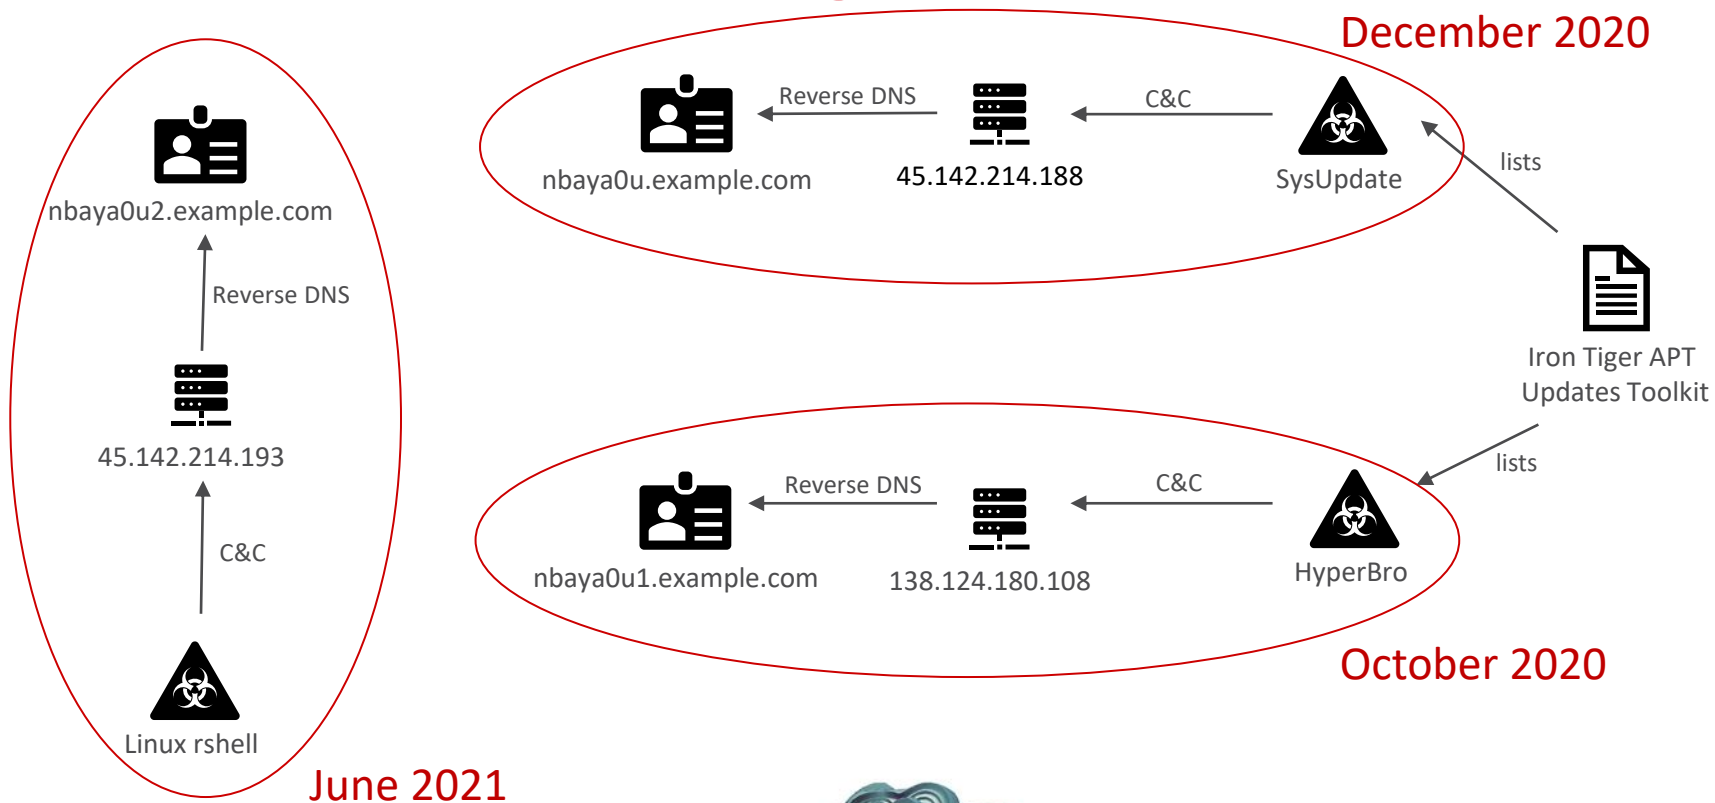 December 2020
Reverse DNS
C&C
nbaya0u.example.com
45.142.214.188
SysUpdate
lists
nbaya0u2.example.com
Reverse DNS
45.142.214.193
C&C
Linux rshell
June 2021
Iron Tiger APT
Updates Toolkit
lists
Reverse DNS
C&C
nbaya0u1.example.com
138.124.180.108
HyperBro
October 2020